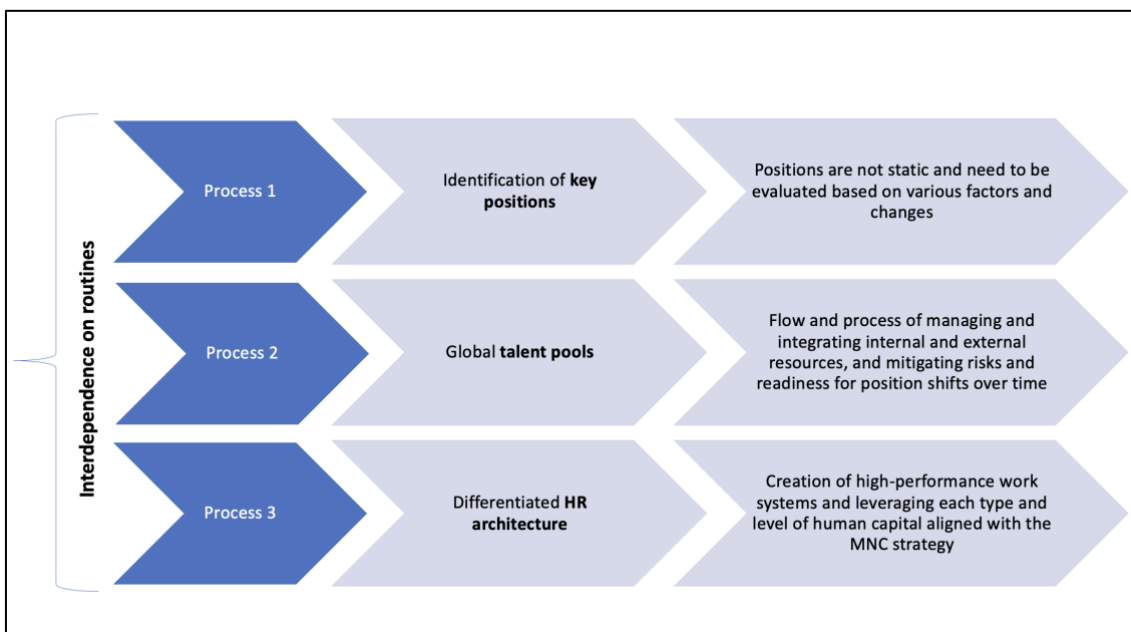 Interdependence on routines
Process 1
Identification of key
positions
Positions are not static and need to be
evaluated based on various factors and
changes
Process 2
Global talent pools
Flow and process of managing and
integrating internal and external
resources, and mitigating risks and
readiness for position shifts over time
Process 3
Differentiated HR
architecture
Creation of high-performance work
systems and leveraging each type and
level of human capital aligned with the
MNC strategy